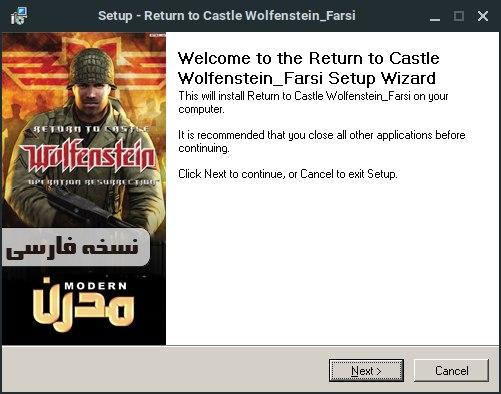 Setup - Return to Castle Wolfenstein_Farsi
RETURN TO CASTLE
Wolfenstein
OPERATION RESURRECTION
نسخه فارسی
MODERN
مدرن
Welcome to the Return to Castle
Wolfenstein_Farsi Setup Wizard
This will install Return to Castle Wolfenstein_Farsi on your
computer.
It is recommended that you close all other applications before
continuing.
Click Next to continue, or Cancel to exit Setup.
Next >
Cancel